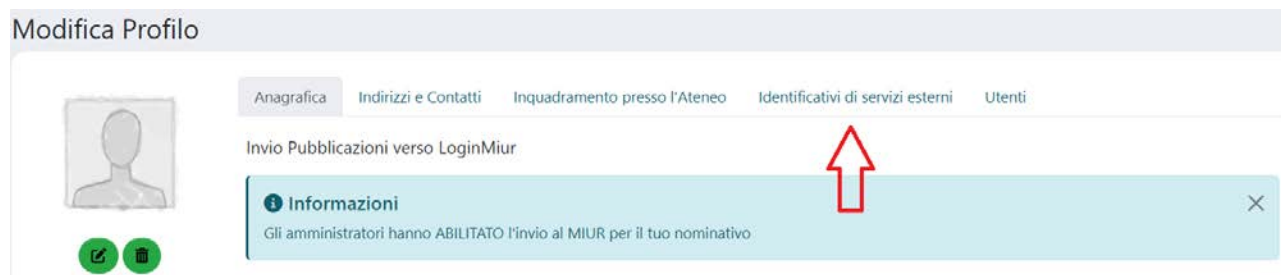 Modifica Profilo
Anagrafica Indirizzi e Contatti Inquadramento presso l'Ateneo Identificativi di servizi esterni Utenti
Invio Pubblicazioni verso LoginMiur
Informazioni
Gli amministratori hanno ABILITATO l'invio al MIUR per il tuo nominativo